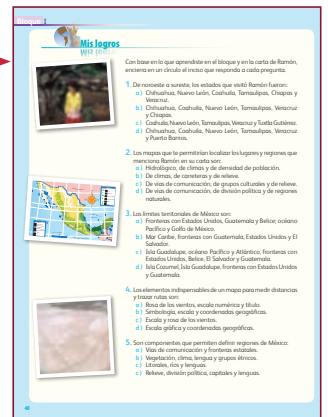 Bloque I
Mis logros
Con base en lo que aprendiste en el bloque y en la carta de Ramón,
encierra en un círculo el inciso que responda a cada pregunta.
1. De noroeste a sureste, los estados que visitó Ramón fueron:
a) Chihuahua, Nuevo León, Coahuila, Tamaulipas, Chiapas y
Veracruz.
b) Chihuahua, Coahuila, Nuevo León, Tamaulipas, Veracruz
y Chiapas.
c) Coahuila, Nuevo León, Tamaulipas, Veracruz y Tuxtla Gutiérrez.
d) Chihuahua, Coahuila, Nuevo León, Tamaulipas, Veracruz
y Puerto Barrios.
2. Los mapas que te permitirían localizar los lugares y regiones que
menciona Ramón en su carta son:
a) Hidrológico, de climas y de densidad de población.
b) De climas, de carreteras y de relieve.
c) De vías de comunicación, de grupos culturales y de relieve.
d) De vías de comunicación, de división política y de regiones
naturales.
3. Los límites territoriales de México son:
a) Fronteras con Estados Unidos, Guatemala y Belice; océano
Pacífico y Golfo de México.
b) Mar Caribe, fronteras con Guatemala, Estados Unidos y El
Salvador.
c) Isla Guadalupe, océano Pacífico y Atlántico, fronteras con
Estados Unidos, Belice, El Salvador y Guatemala.
d) Isla Cozumel, Isla Guadalupe, fronteras con Estados Unidos
y Guatemala.
4. Los elementos indispensables de un mapa para medir distancias
y trazar rutas son:
a) Rosa de los vientos, escala numérica y título.
b) Simbología, escala y coordenadas geográficas.
c) Escala y rosa de los vientos.
d) Escala gráfica y coordenadas geográficas.
5. Son componentes que permiten definir regiones de México:
a) Vías de comunicación y fronteras estatales.
b) Vegetación, clima, lengua y grupos étnicos.
c) Litorales, ríos y lenguas.
d) Relieve, división política, capitales y lenguas.